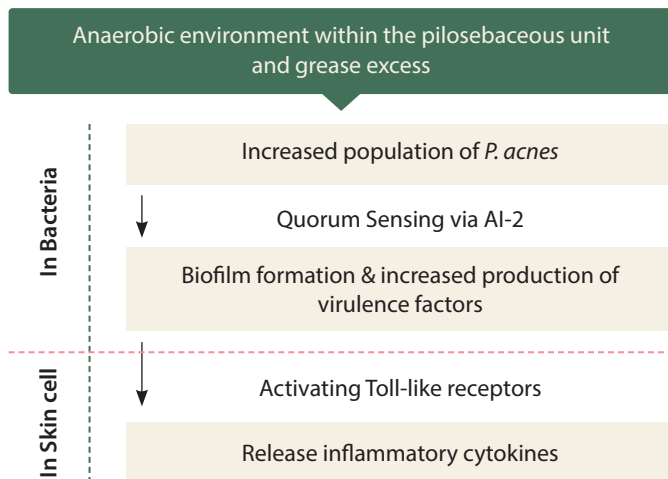 Anaerobic environment within the pilosebaceous unit
and grease excess
In Bacteria
Increased population of P. acnes
Quorum Sensing via AI-2
Biofilm formation & increased production of
virulence factors
In Skin cell
Activating Toll-like receptors
Release inflammatory cytokines